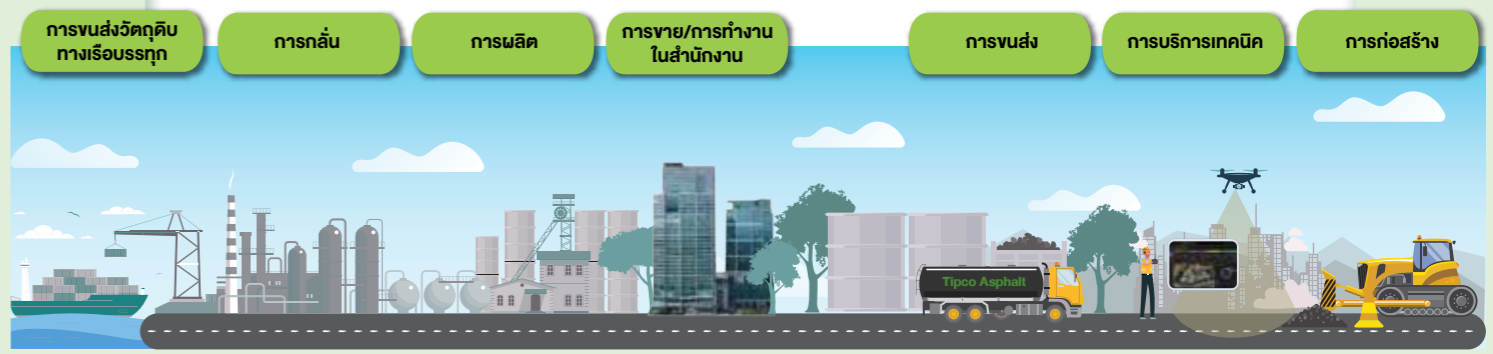 การขนส่งวัตถุดิบ
ทางเรือบรรทุก
การกลั่น
การผลิต
การขาย/การทำงาน
ในสำนักงาน
การขนส่ง
การบริการเทคนิค
การก่อสร้าง
Tipco Asphalt